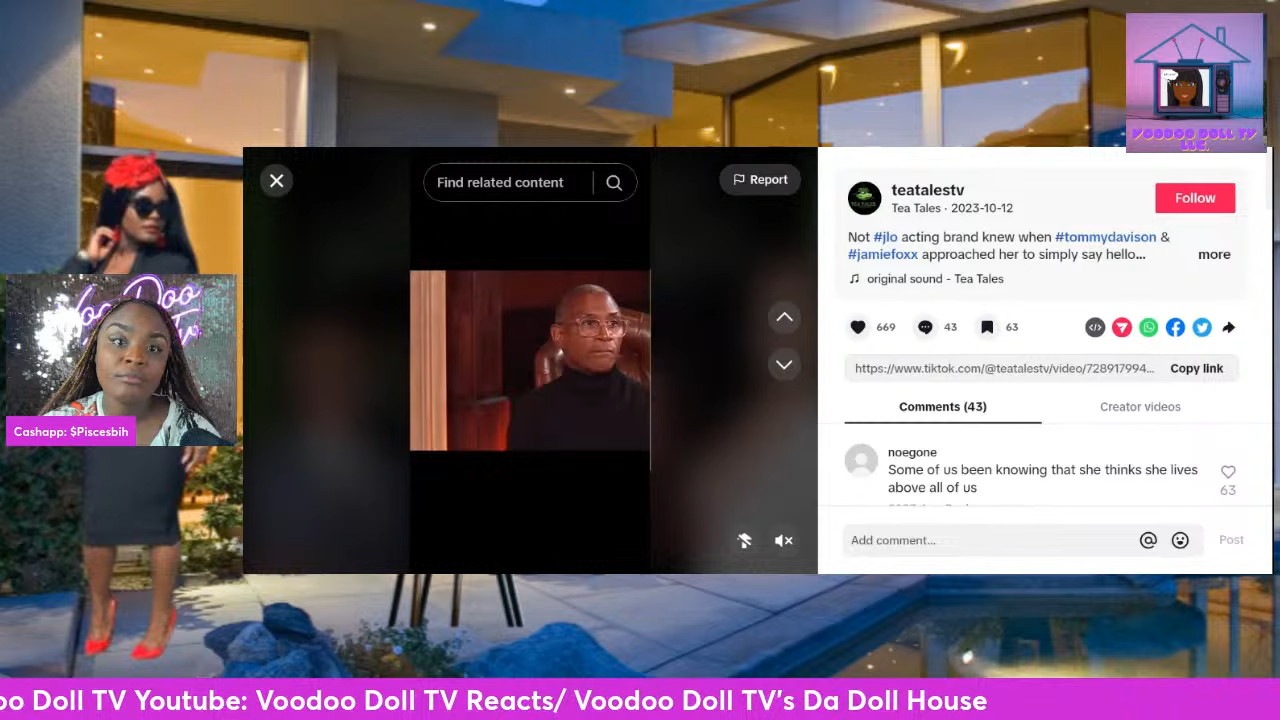 VOODOO DOLL TV
LLC.
Find related content
Report
teatalestv
Tea Tales · 2023-10-12
Follow
Not #jlo acting brand knew when #tommydavison &
#jamiefoxx approached her to simply say hello...
more
original sound - Tea Tales
669
43
63
https://www.tiktok.com/@teatalestv/video/728917994...
Copy link
Comments (43)
Creator videos
noegone
Some of us been knowing that she thinks she lives
above all of us
63
Add comment...
Post
Cashapp: $Piscesbih
oo Doll TV Youtube: Voodoo Doll TV Reacts/ Voodoo Doll TV's Da Doll House